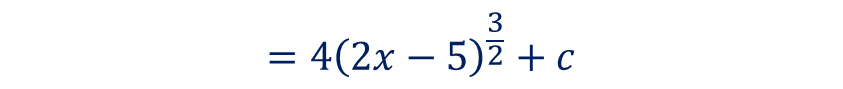 = 4(2x − 5)^{3/2} + c